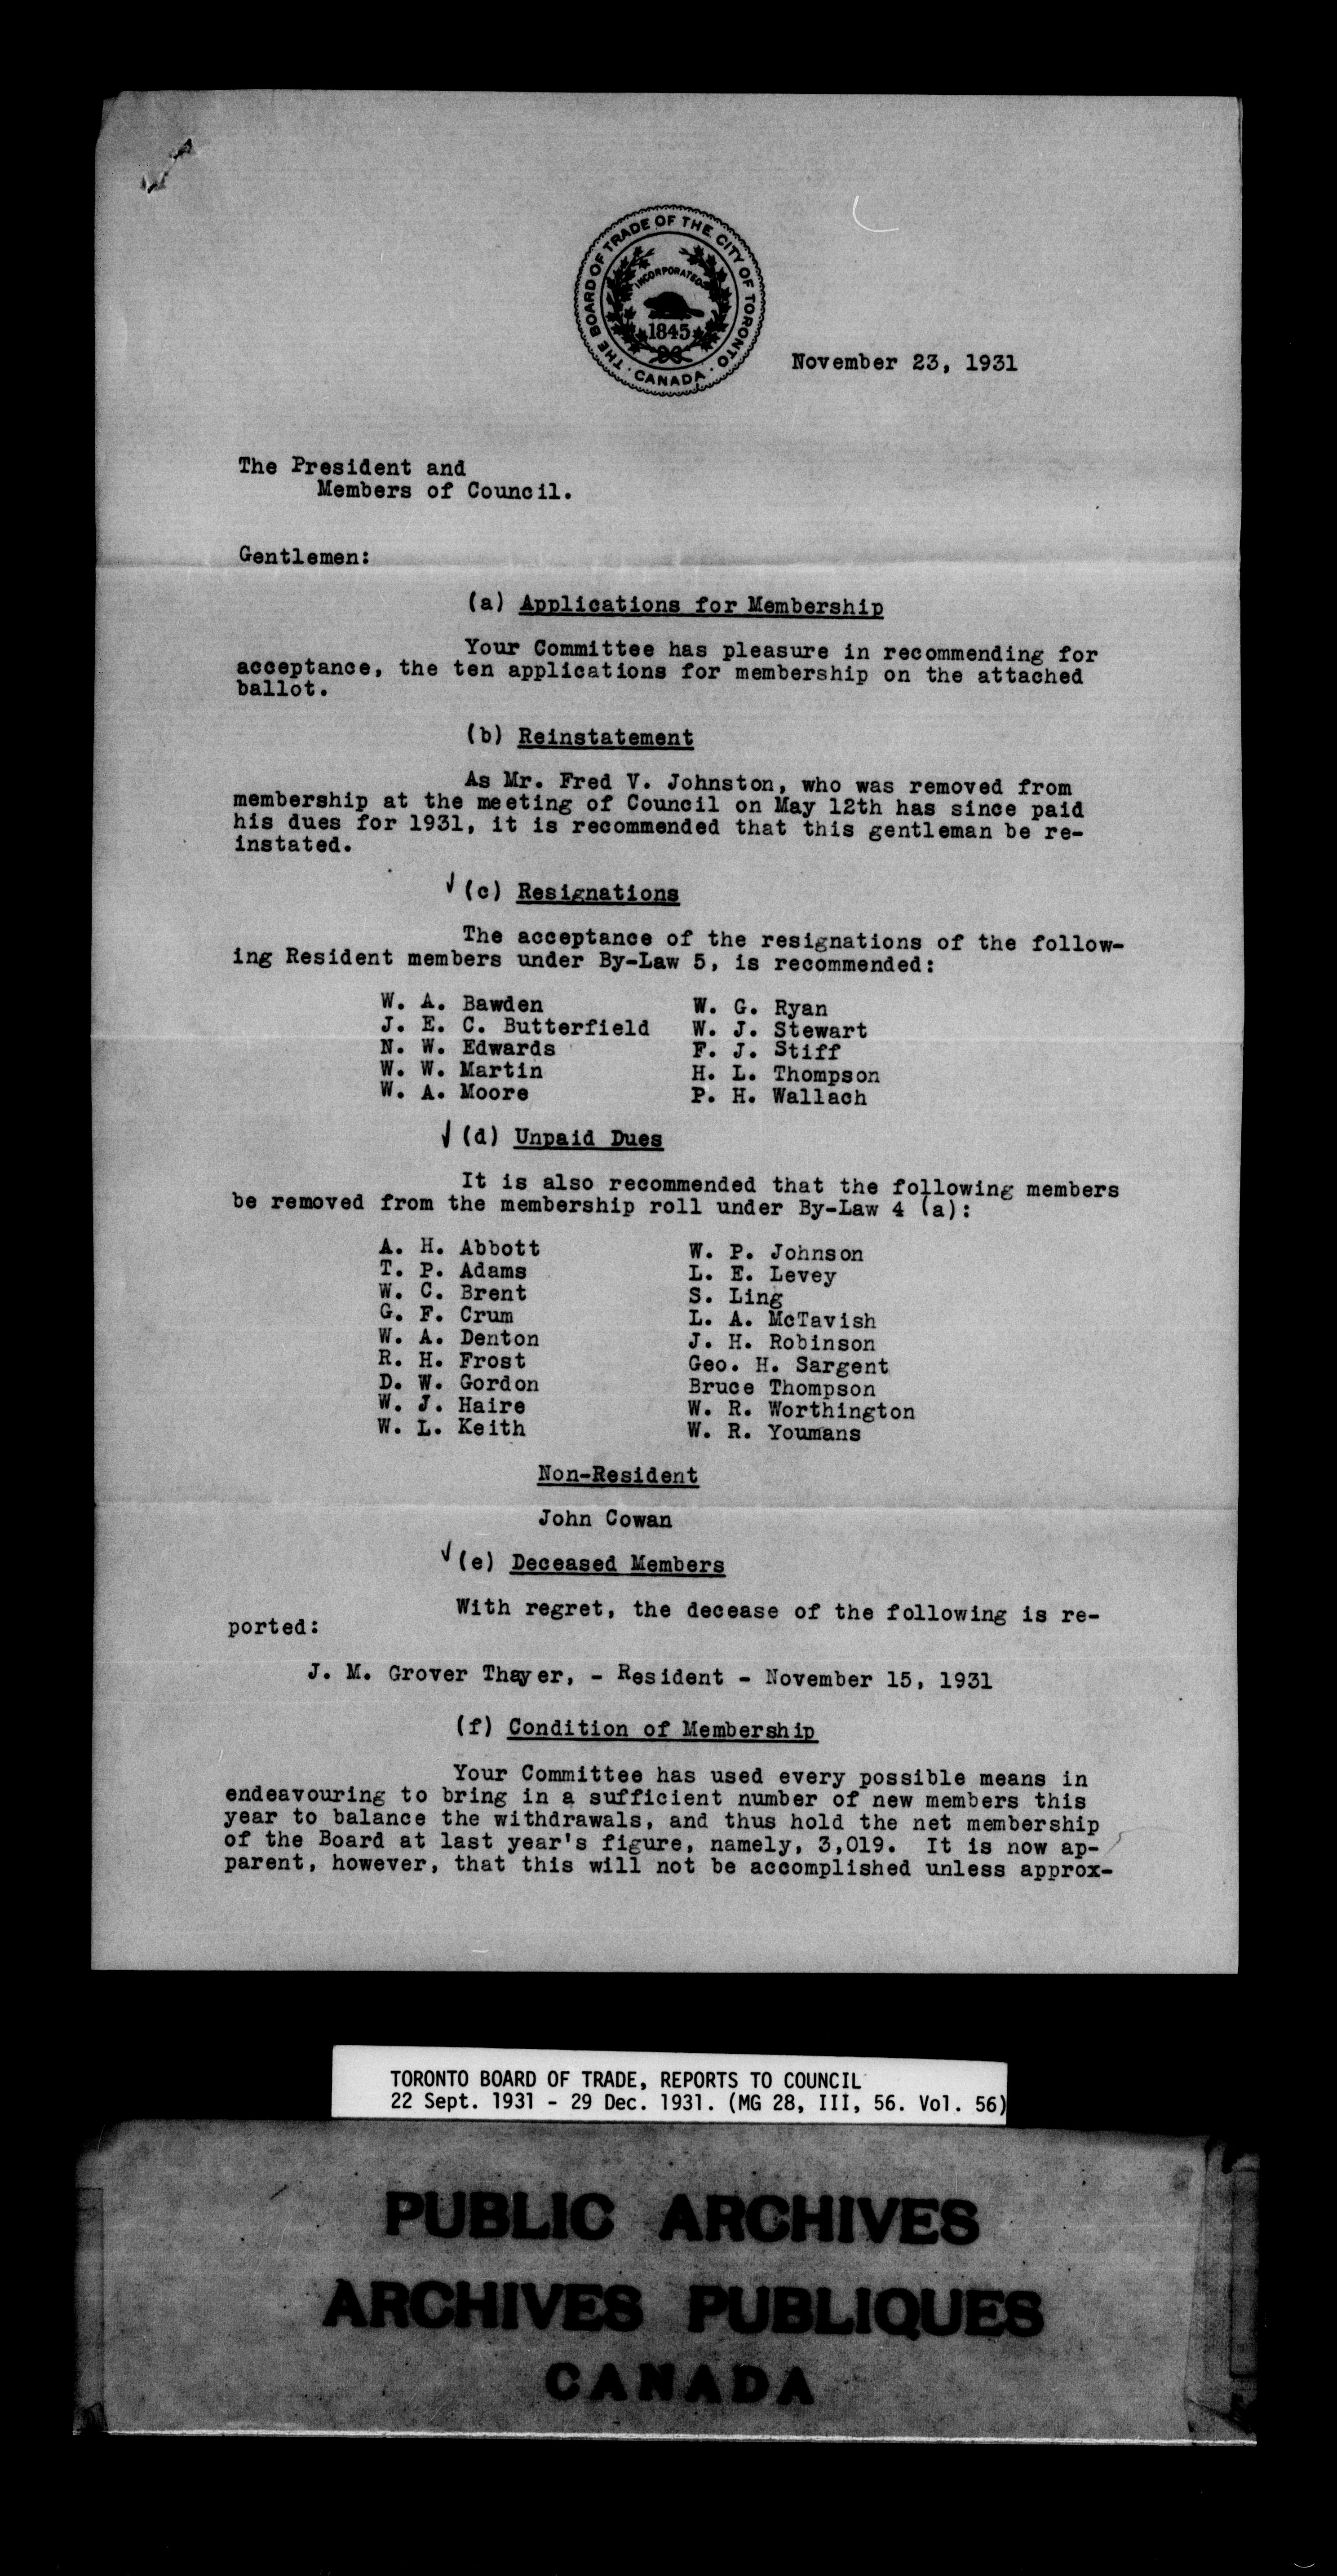 THE BOARD OF TRADE OF THE CITY OF TORONTO
· CANADA ·
INCORPORATED
1845
November 23, 1931
The President and
Members of Council.
Gentlemen:
(a) Applications for Membership
Your Committee has pleasure in recommending for
acceptance, the ten applications for membership on the attached
ballot.
(b) Reinstatement
As Mr. Fred V. Johnston, who was removed from
membership at the meeting of Council on May 12th has since paid
his dues for 1931, it is recommended that this gentleman be re-
instated.
✓ (c) Resignations
The acceptance of the resignations of the follow-
ing Resident members under By-Law 5, is recommended:
W. A. Bawden
J. E. C. Butterfield
N. W. Edwards
W. W. Martin
W. A. Moore
W. G. Ryan
W. J. Stewart
F. J. Stiff
H. L. Thompson
P. H. Wallach
✓ (d) Unpaid Dues
It is also recommended that the following members
be removed from the membership roll under By-Law 4 (a):
A. H. Abbott
T. P. Adams
W. C. Brent
G. F. Crum
W. A. Denton
R. H. Frost
D. W. Gordon
W. J. Haire
W. L. Keith
W. P. Johnson
L. E. Levey
S. Ling
L. A. McTavish
J. H. Robinson
Geo. H. Sargent
Bruce Thompson
W. R. Worthington
W. R. Youmans
Non-Resident
John Cowan
✓ (e) Deceased Members
With regret, the decease of the following is re-
ported:
J. M. Grover Thayer, - Resident - November 15, 1931
(f) Condition of Membership
Your Committee has used every possible means in
endeavouring to bring in a sufficient number of new members this
year to balance the withdrawals, and thus hold the net membership
of the Board at last year's figure, namely, 3,019. It is now ap-
parent, however, that this will not be accomplished unless approx-
TORONTO BOARD OF TRADE, REPORTS TO COUNCIL
22 Sept. 1931 - 29 Dec. 1931. (MG 28, III, 56. Vol. 56)
PUBLIC ARCHIVES
ARCHIVES PUBLIQUES
CANADA